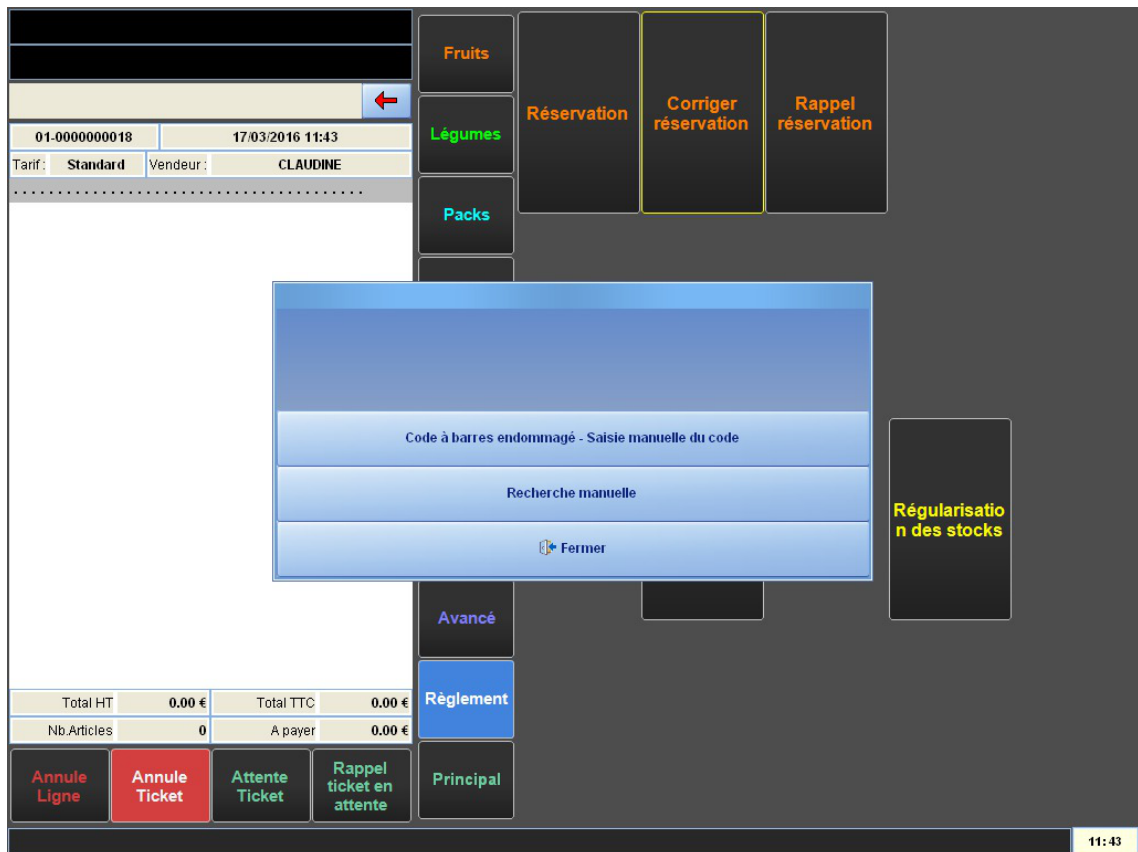 Fruits
Réservation
Corriger
réservation
Rappel
réservation
01-0000000018
17/03/2016 11:43
Légumes
Tarif :
Standard
Vendeur :
CLAUDINE
. . . . . . . . . . . . . . . . . . . . . . . . . . . . . . . . . . . . . . . .
Packs
Code à barres endommagé - Saisie manuelle du code
Recherche manuelle
Fermer
Régularisatio
n des stocks
Avancé
Total HT
0.00 €
Total TTC
0.00 €
Règlement
Nb.Articles
0
A payer
0.00 €
Annule
Ligne
Annule
Ticket
Attente
Ticket
Rappel
ticket en
attente
Principal
11:43